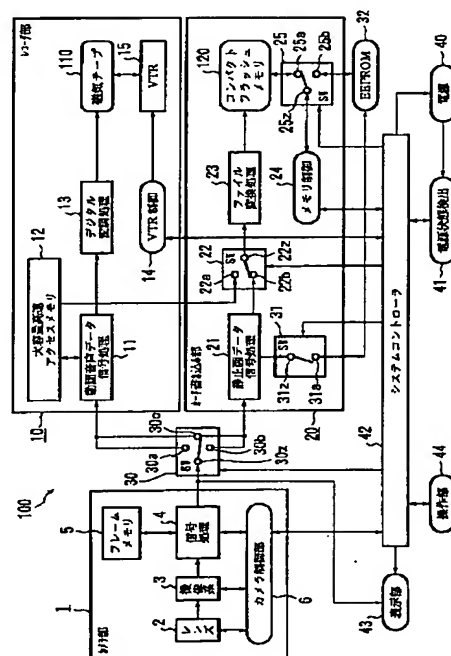 100
1
カメラ部
レンズ
2
撮像器
3
信号
処理
4
フレーム
メモリ
5
カメラ制御部
6
SW
30
30a
30b
30c
30z
レコーダ部
10
動画音声データ
信号処理
11
大容量高速
アクセスメモリ
12
デジタル
変調処理
13
VTR制御
14
VTR
15
磁気テープ
110
カード書き込み部
20
静止画データ
信号処理
21
SW
22
22a
22b
22z
ファイル
変換処理
23
メモリ制御
24
SW
25
25a
25b
25z
コンパクト
フラッシュ
メモリ
120
SW
31
31z
31a
EEPROM
32
電源
40
電源状態検出
41
システムコントローラ
42
表示部
43
操作部
44